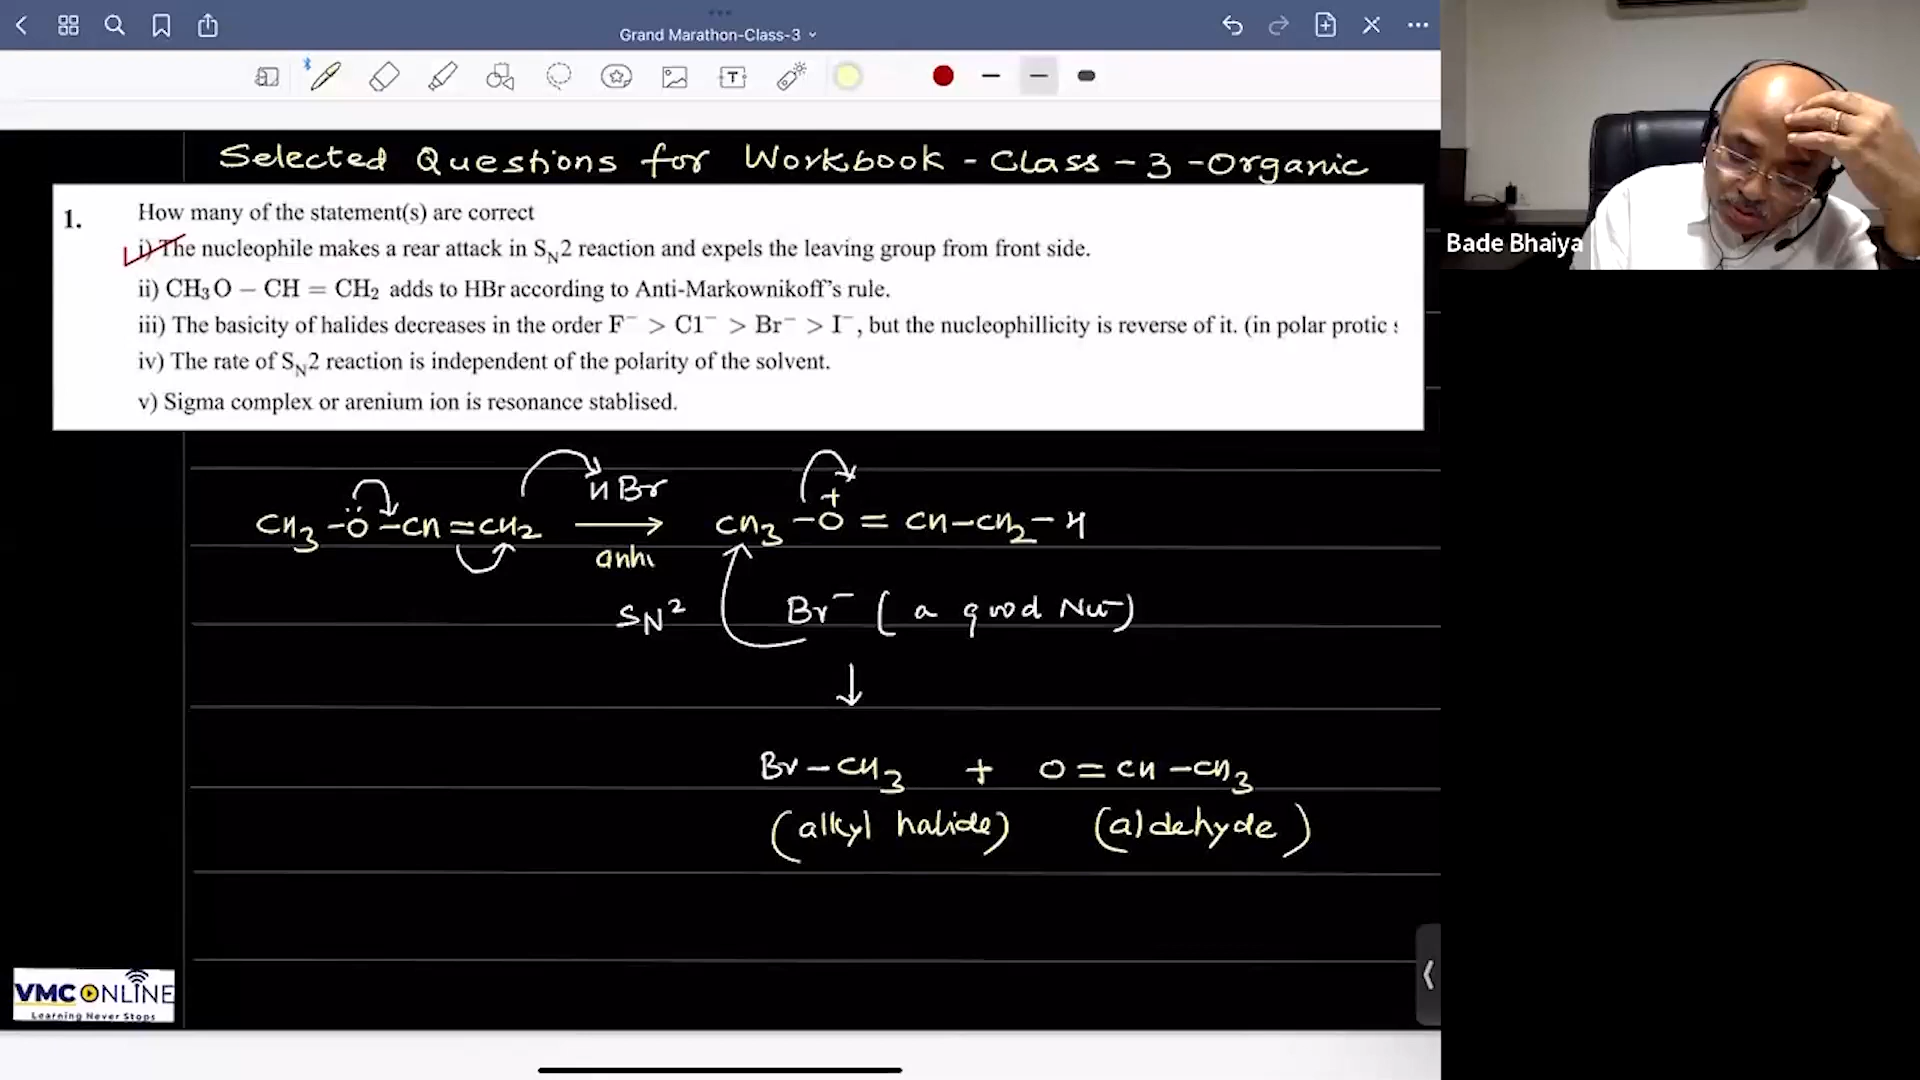 Grand Marathon-Class-3
Selected Questions for Workbook - Class - 3 - Organic
1. How many of the statement(s) are correct
i) The nucleophile makes a rear attack in S_N2 reaction and expels the leaving group from front side.
ii) CH₃O – CH = CH₂ adds to HBr according to Anti-Markownikoff's rule.
iii) The basicity of halides decreases in the order F⁻ > C1⁻ > Br⁻ > I⁻, but the nucleophillicity is reverse of it. (in polar protic
iv) The rate of S_N2 reaction is independent of the polarity of the solvent.
v) Sigma complex or arenium ion is resonance stablised.
Bade Bhaiya
HBr
CH₃-Ö-CH=CH₂ → CH₃-O⁺=CH-CH₂-H
anh
S_N2 Br⁻ (a good Nu⁻)
↓
Br-CH₃ + O=CH-CH₃
(alkyl halide) (aldehyde)
VMC ONLINE
Learning Never Stops